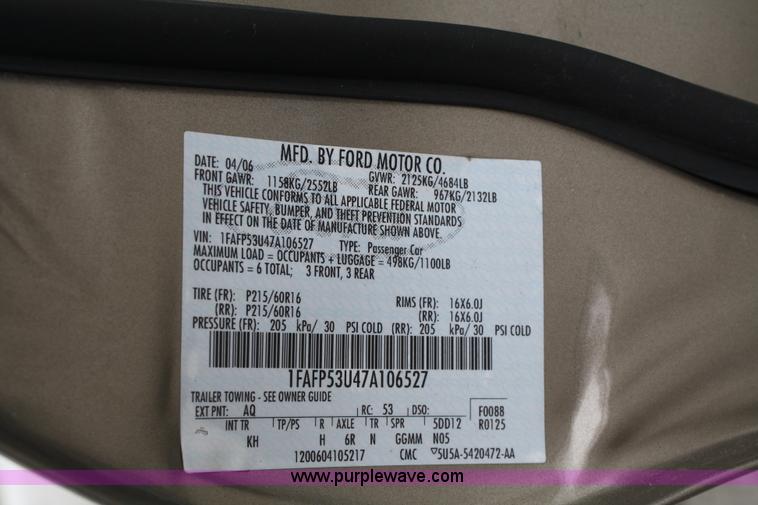 MFD. BY FORD MOTOR CO.
DATE: 04/06 GVWR: 2125KG/4684LB
FRONT GAWR: 1158KG/2552LB REAR GAWR: 967KG/2132LB
THIS VEHICLE CONFORMS TO ALL APPLICABLE FEDERAL MOTOR
VEHICLE SAFETY, BUMPER, AND THEFT PREVENTION STANDARDS
IN EFFECT ON THE DATE OF MANUFACTURE SHOWN ABOVE.
VIN: 1FAFP53U47A106527 TYPE: Passenger Car
MAXIMUM LOAD = OCCUPANTS + LUGGAGE = 498KG/1100LB
OCCUPANTS = 6 TOTAL; 3 FRONT, 3 REAR
TIRE (FR): P215/60R16 RIMS (FR): 16X6.0J
(RR): P215/60R16 (RR): 16X6.0J
PRESSURE (FR): 205 kPa/ 30 PSI COLD (RR): 205 kPa/ 30 PSI COLD
1FAFP53U47A106527
TRAILER TOWING - SEE OWNER GUIDE
EXT PNT: AQ RC: 53 DSO: F0088
INT TR TP/PS R AXLE TR SPR 5DD12 R0125
KH H 6R N GGMM N05
1200604105217 CMC ▽5U5A-5420472-AA
www.purplewave.com